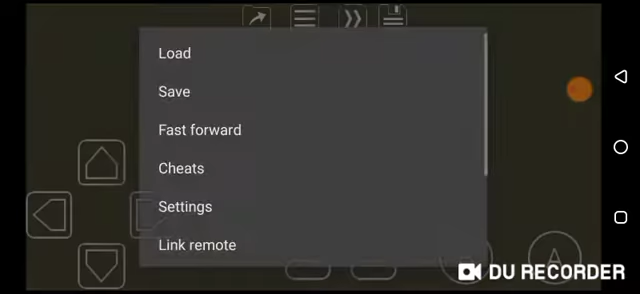 Load
Save
Fast forward
Cheats
Settings
Link remote
A
DU RECORDER